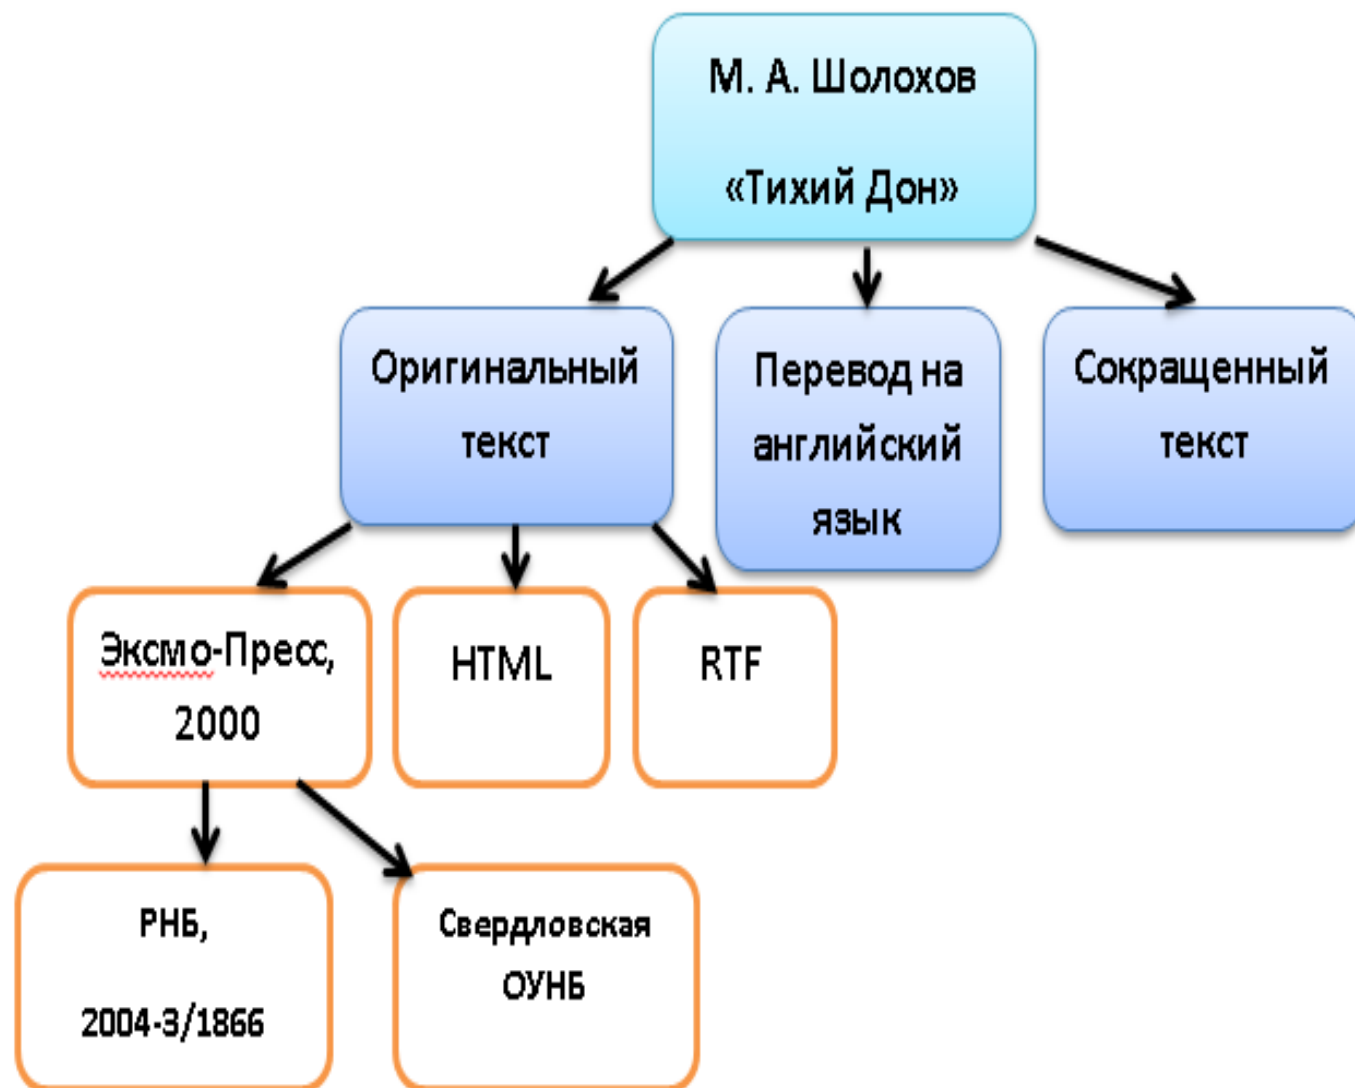 М. А. Шолохов
«Тихий Дон»
Оригинальный
текст
Перевод на
английский
язык
Сокращенный
текст
Эксмо-Пресс,
2000
HTML
RTF
РНБ,
2004-3/1866
Свердловская
ОУНБ